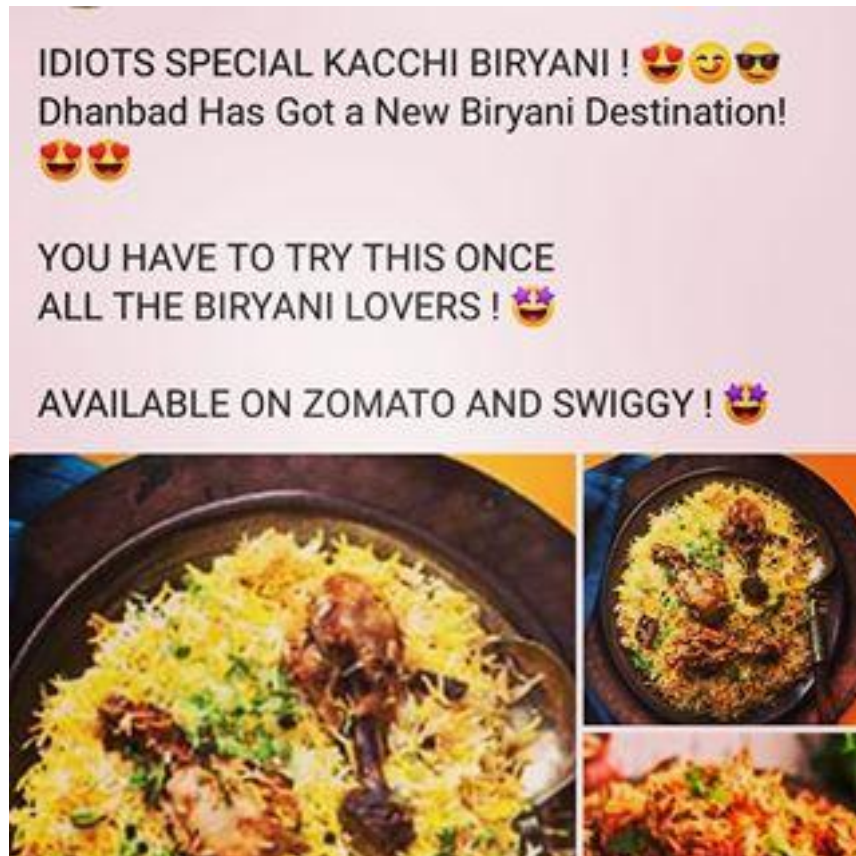 IDIOTS SPECIAL KACCHI BIRYANI ! 😍😊😎
Dhanbad Has Got a New Biryani Destination!
😍😍
YOU HAVE TO TRY THIS ONCE
ALL THE BIRYANI LOVERS ! 🤩
AVAILABLE ON ZOMATO AND SWIGGY ! 🤩